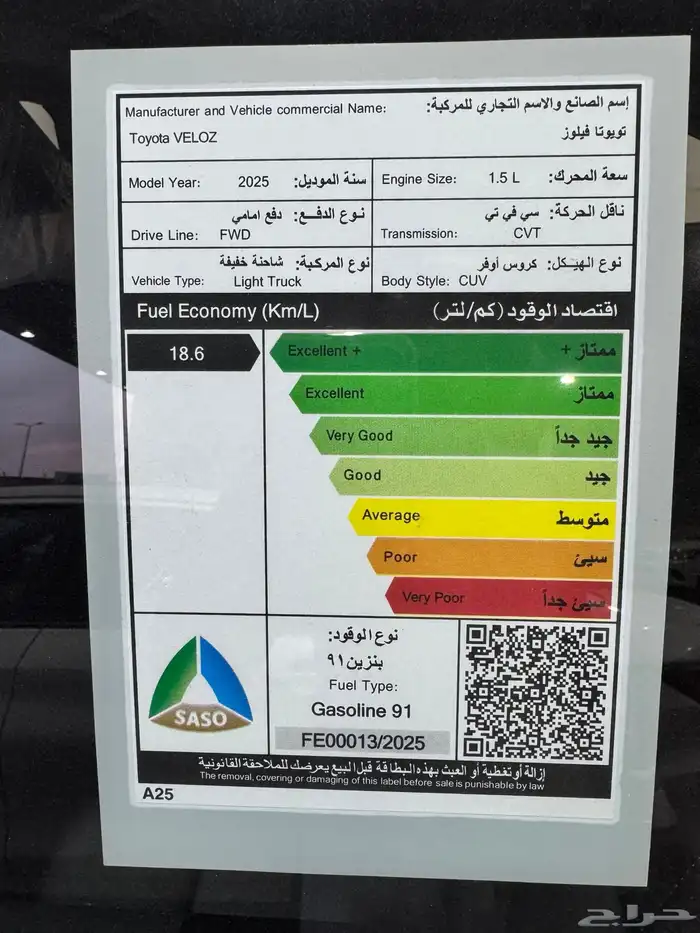 Manufacturer and Vehicle commercial Name: إسم الصانع والاسم التجاري للمركبة:
Toyota VELOZ تويوتا فيلوز
Model Year: 2025 سنة الموديل:
Engine Size: 1.5 L سعة المحرك:
نوع الدفــع: دفع امامي
Drive Line: FWD
ناقل الحركة: سي في تي
Transmission: CVT
نوع المركبة: شاحنة خفيفة
Vehicle Type: Light Truck
نوع الهيـكل: كروس أوفر
Body Style: CUV
Fuel Economy (Km/L) اقتصاد الوقود (كم/لتر)
18.6
Excellent + ممتاز +
Excellent ممتاز
Very Good جيد جداً
Good جيد
Average متوسط
Poor سيئ
Very Poor سيئ جداً
SASO
نوع الوقود:
بنزين ٩١
Fuel Type:
Gasoline 91
FE00013/2025
إزالة أو تغطية أو العبث بهذه البطاقة قبل البيع يعرضك للملاحقة القانونية
The removal, covering or damaging of this label before sale is punishable by law
A25
حراج